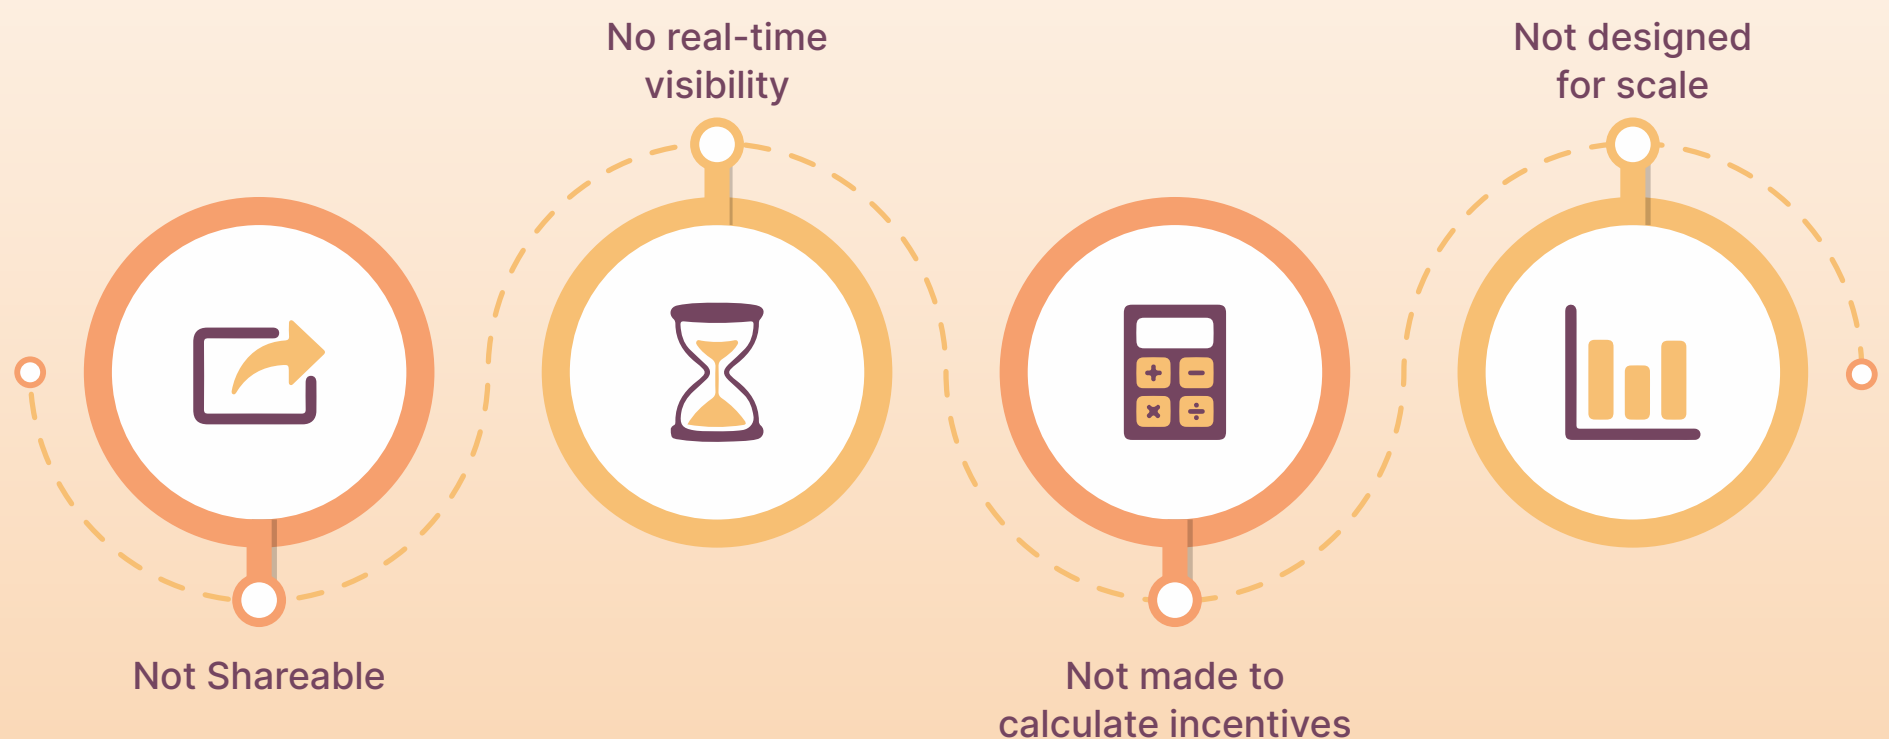 Not Shareable
No real-time
visibility
Not made to
calculate incentives
Not designed
for scale